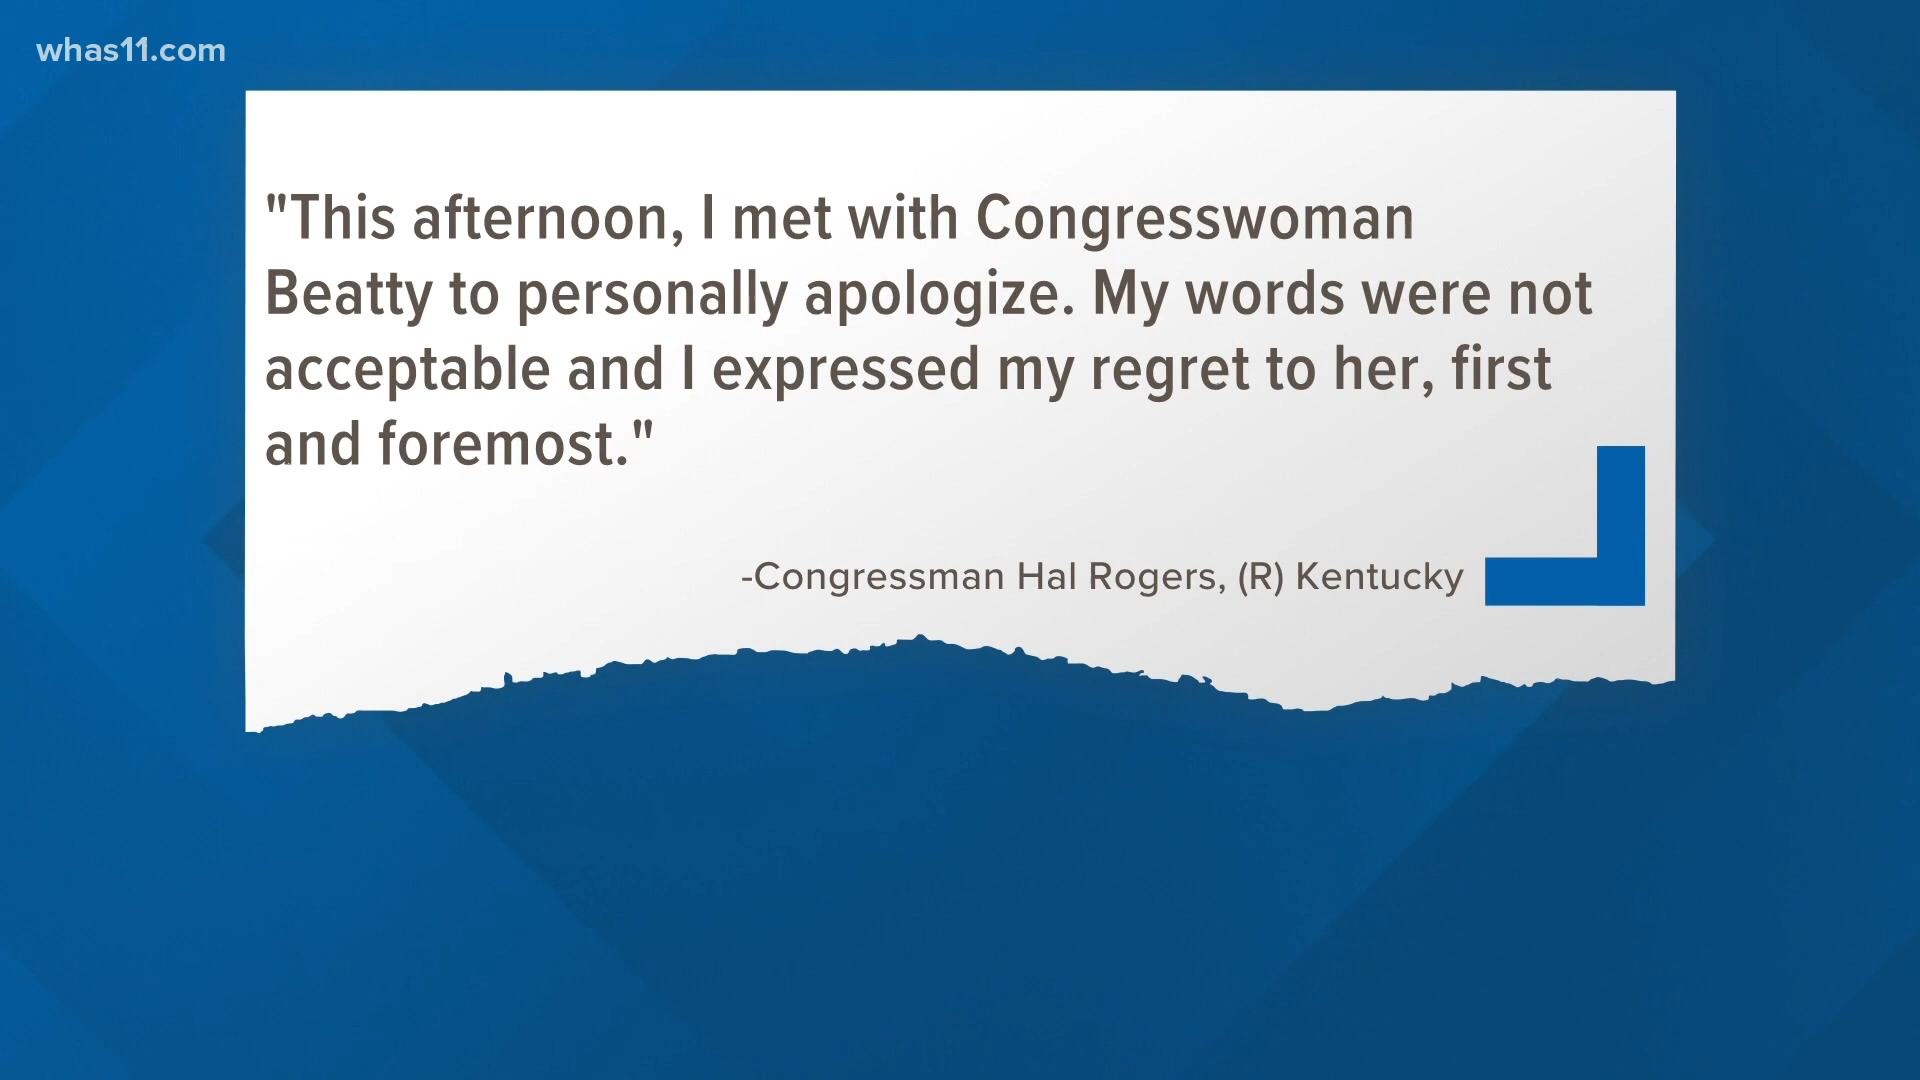 whas11.com
"This afternoon, I met with Congresswoman
Beatty to personally apologize. My words were not
acceptable and I expressed my regret to her, first
and foremost."
-Congressman Hal Rogers, (R) Kentucky